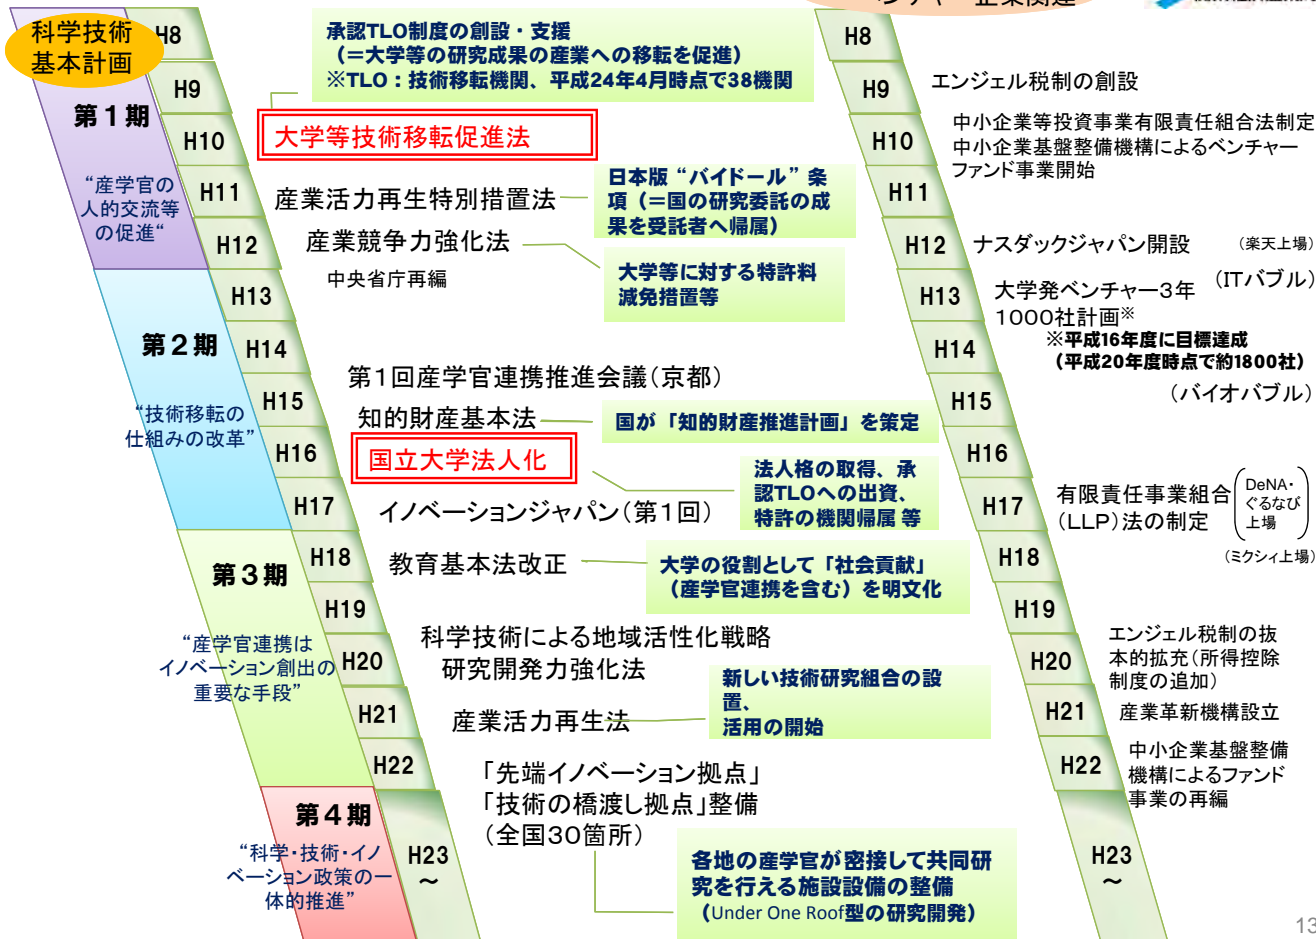 科学技術
基本計画
第１期
“産学官の
人的交流等
の促進“
第２期
“技術移転の
仕組みの改革”
第３期
“産学官連携は
イノベーション創出の
重要な手段”
第４期
“科学・技術・イノ
ベーション政策の一
体的推進”
H8
H9
H10
H11
H12
H13
H14
H15
H16
H17
H18
H19
H20
H21
H22
H23
～
承認TLO制度の創設・支援
（＝大学等の研究成果の産業への移転を促進）
※TLO：技術移転機関、平成24年4月時点で38機関
大学等技術移転促進法
産業活力再生特別措置法
日本版“バイドール”条
項（＝国の研究委託の成
果を受託者へ帰属）
産業競争力強化法
中央省庁再編
大学等に対する特許料
減免措置等
第１回産学官連携推進会議（京都）
知的財産基本法
国が「知的財産推進計画」を策定
国立大学法人化
法人格の取得、承
認TLOへの出資、
特許の機関帰属 等
イノベーションジャパン（第１回）
教育基本法改正
大学の役割として「社会貢献」
（産学官連携を含む）を明文化
科学技術による地域活性化戦略
研究開発力強化法
産業活力再生法
新しい技術研究組合の設
置、
活用の開始
「先端イノベーション拠点」
「技術の橋渡し拠点」整備
（全国３０箇所）
各地の産学官が密接して共同研
究を行える施設設備の整備
（Under One Roof型の研究開発）
企業関連
H8
H9
H10
H11
H12
H13
H14
H15
H16
H17
H18
H19
H20
H21
H22
H23
～
エンジェル税制の創設
中小企業等投資事業有限責任組合法制定
中小企業基盤整備機構によるベンチャー
ファンド事業開始
ナスダックジャパン開設
（楽天上場）
（ITバブル）
大学発ベンチャー３年
１０００社計画※
※平成16年度に目標達成
（平成20年度時点で約1800社）
（バイオバブル）
有限責任事業組合
（LLP）法の制定
DeNA・
ぐるなび
上場
（ミクシィ上場）
エンジェル税制の抜
本的拡充（所得控除
制度の追加）
産業革新機構設立
中小企業基盤整備
機構によるファンド
事業の再編
13